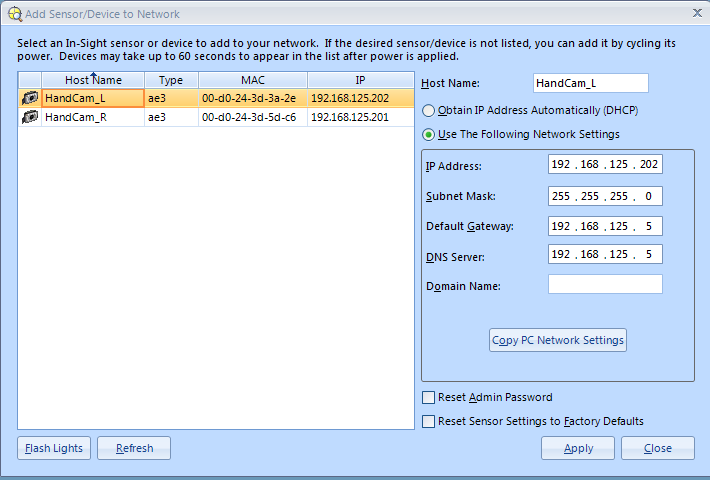 Add Sensor/Device to Network
Select an In-Sight sensor or device to add to your network.  If the desired sensor/device is not listed, you can add it by cycling its
power.  Devices may take up to 60 seconds to appear in the list after power is applied.
Host Name Type MAC IP
HandCam_L ae3 00-d0-24-3d-3a-2e 192.168.125.202
HandCam_R ae3 00-d0-24-3d-5d-c6 192.168.125.201
Host Name: HandCam_L
Obtain IP Address Automatically (DHCP)
Use The Following Network Settings
IP Address: 192 . 168 . 125 . 202
Subnet Mask: 255 . 255 . 255 . 0
Default Gateway: 192 . 168 . 125 . 5
DNS Server: 192 . 168 . 125 . 5
Domain Name:
Copy PC Network Settings
Reset Admin Password
Reset Sensor Settings to Factory Defaults
Flash Lights Refresh Apply Close